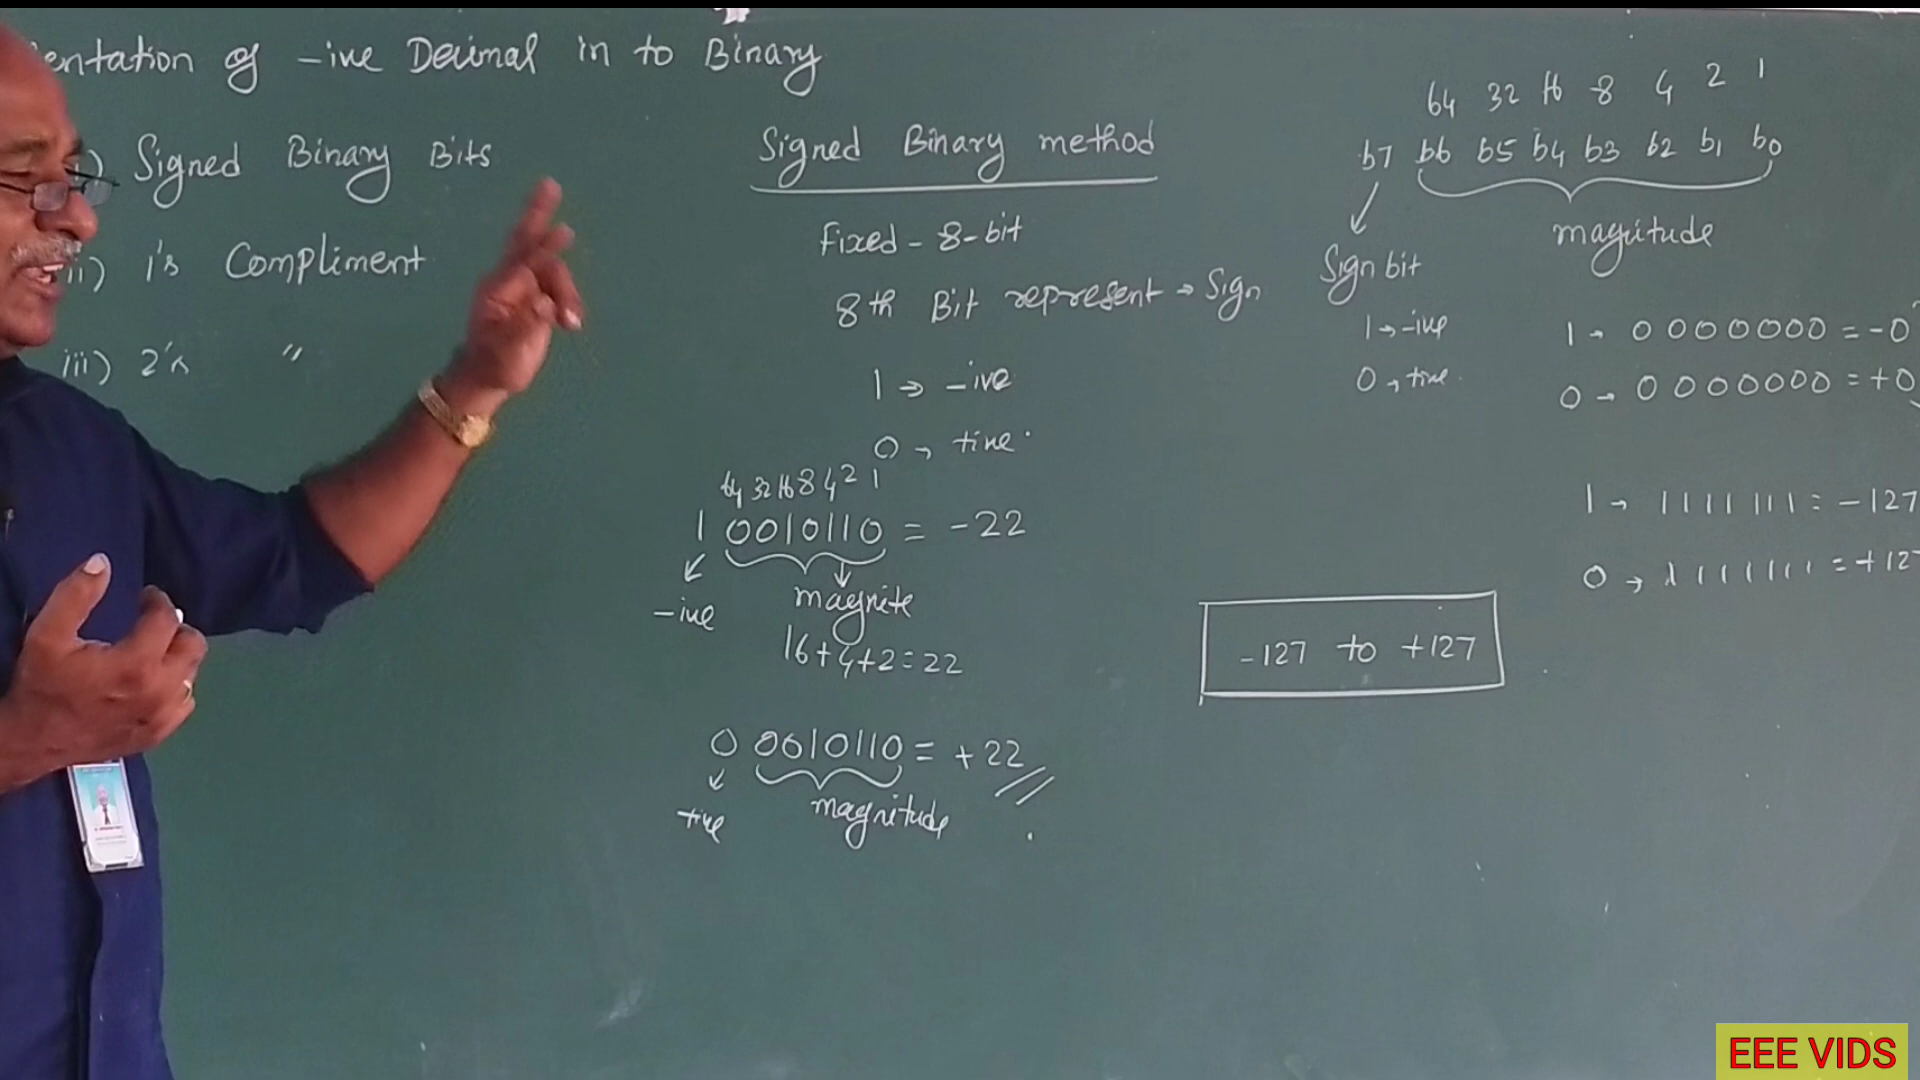 entation of -ive Decimal in to Binary
i) Signed Binary Bits
ii) 1's Compliment
iii) 2's "
Signed Binary method
Fixed - 8-bit
8th Bit represent → Sign
1 → -ive
0 → +ive.
64 32 16 8 4 2 1
1 0010110 = -22
-ive
magnite
16+4+2=22
0 0010110 = +22
+ive
magnitude
64 32 16 8 4 2 1
b7 b6 b5 b4 b3 b2 b1 b0
magnitude
Sign bit
1 → -ive
0 → +ive.
1 → 0000000 = -0
0 → 0000000 = +0
1 → 1111111 = -127
0 → 1111111 = +127
-127 to +127
EEE VIDS